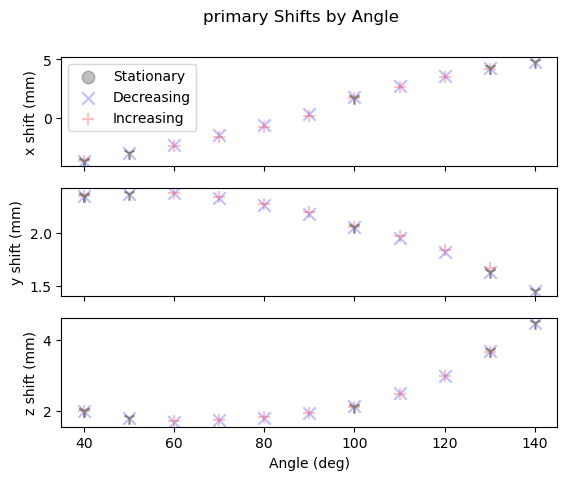 primary Shifts by Angle
5
0
x shift (mm)
Stationary
Decreasing
Increasing
2.0
1.5
y shift (mm)
4
2
z shift (mm)
40 60 80 100 120 140
Angle (deg)